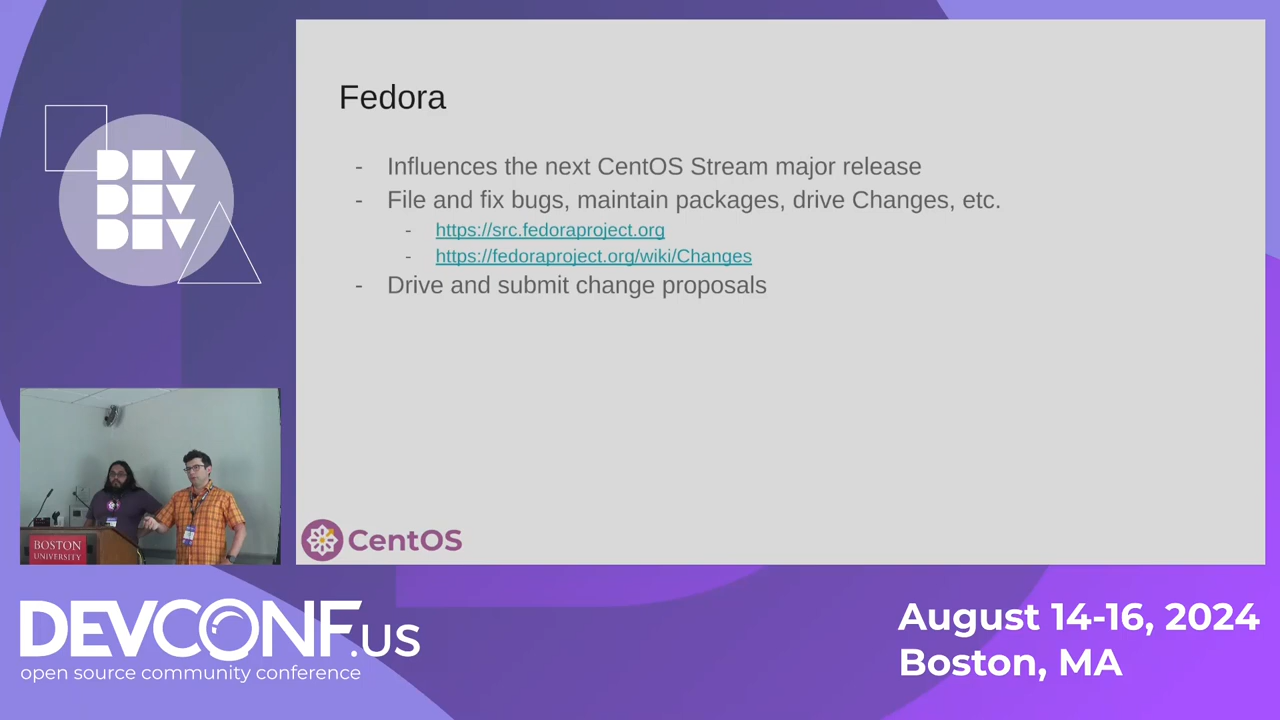 DEV
DEV
DEV
Fedora
- Influences the next CentOS Stream major release
- File and fix bugs, maintain packages, drive Changes, etc.
- https://src.fedoraproject.org
- https://fedoraproject.org/wiki/Changes
- Drive and submit change proposals
CentOS
BOSTON
UNIVERSITY
DEVCONF.US
open source community conference
August 14-16, 2024
Boston, MA